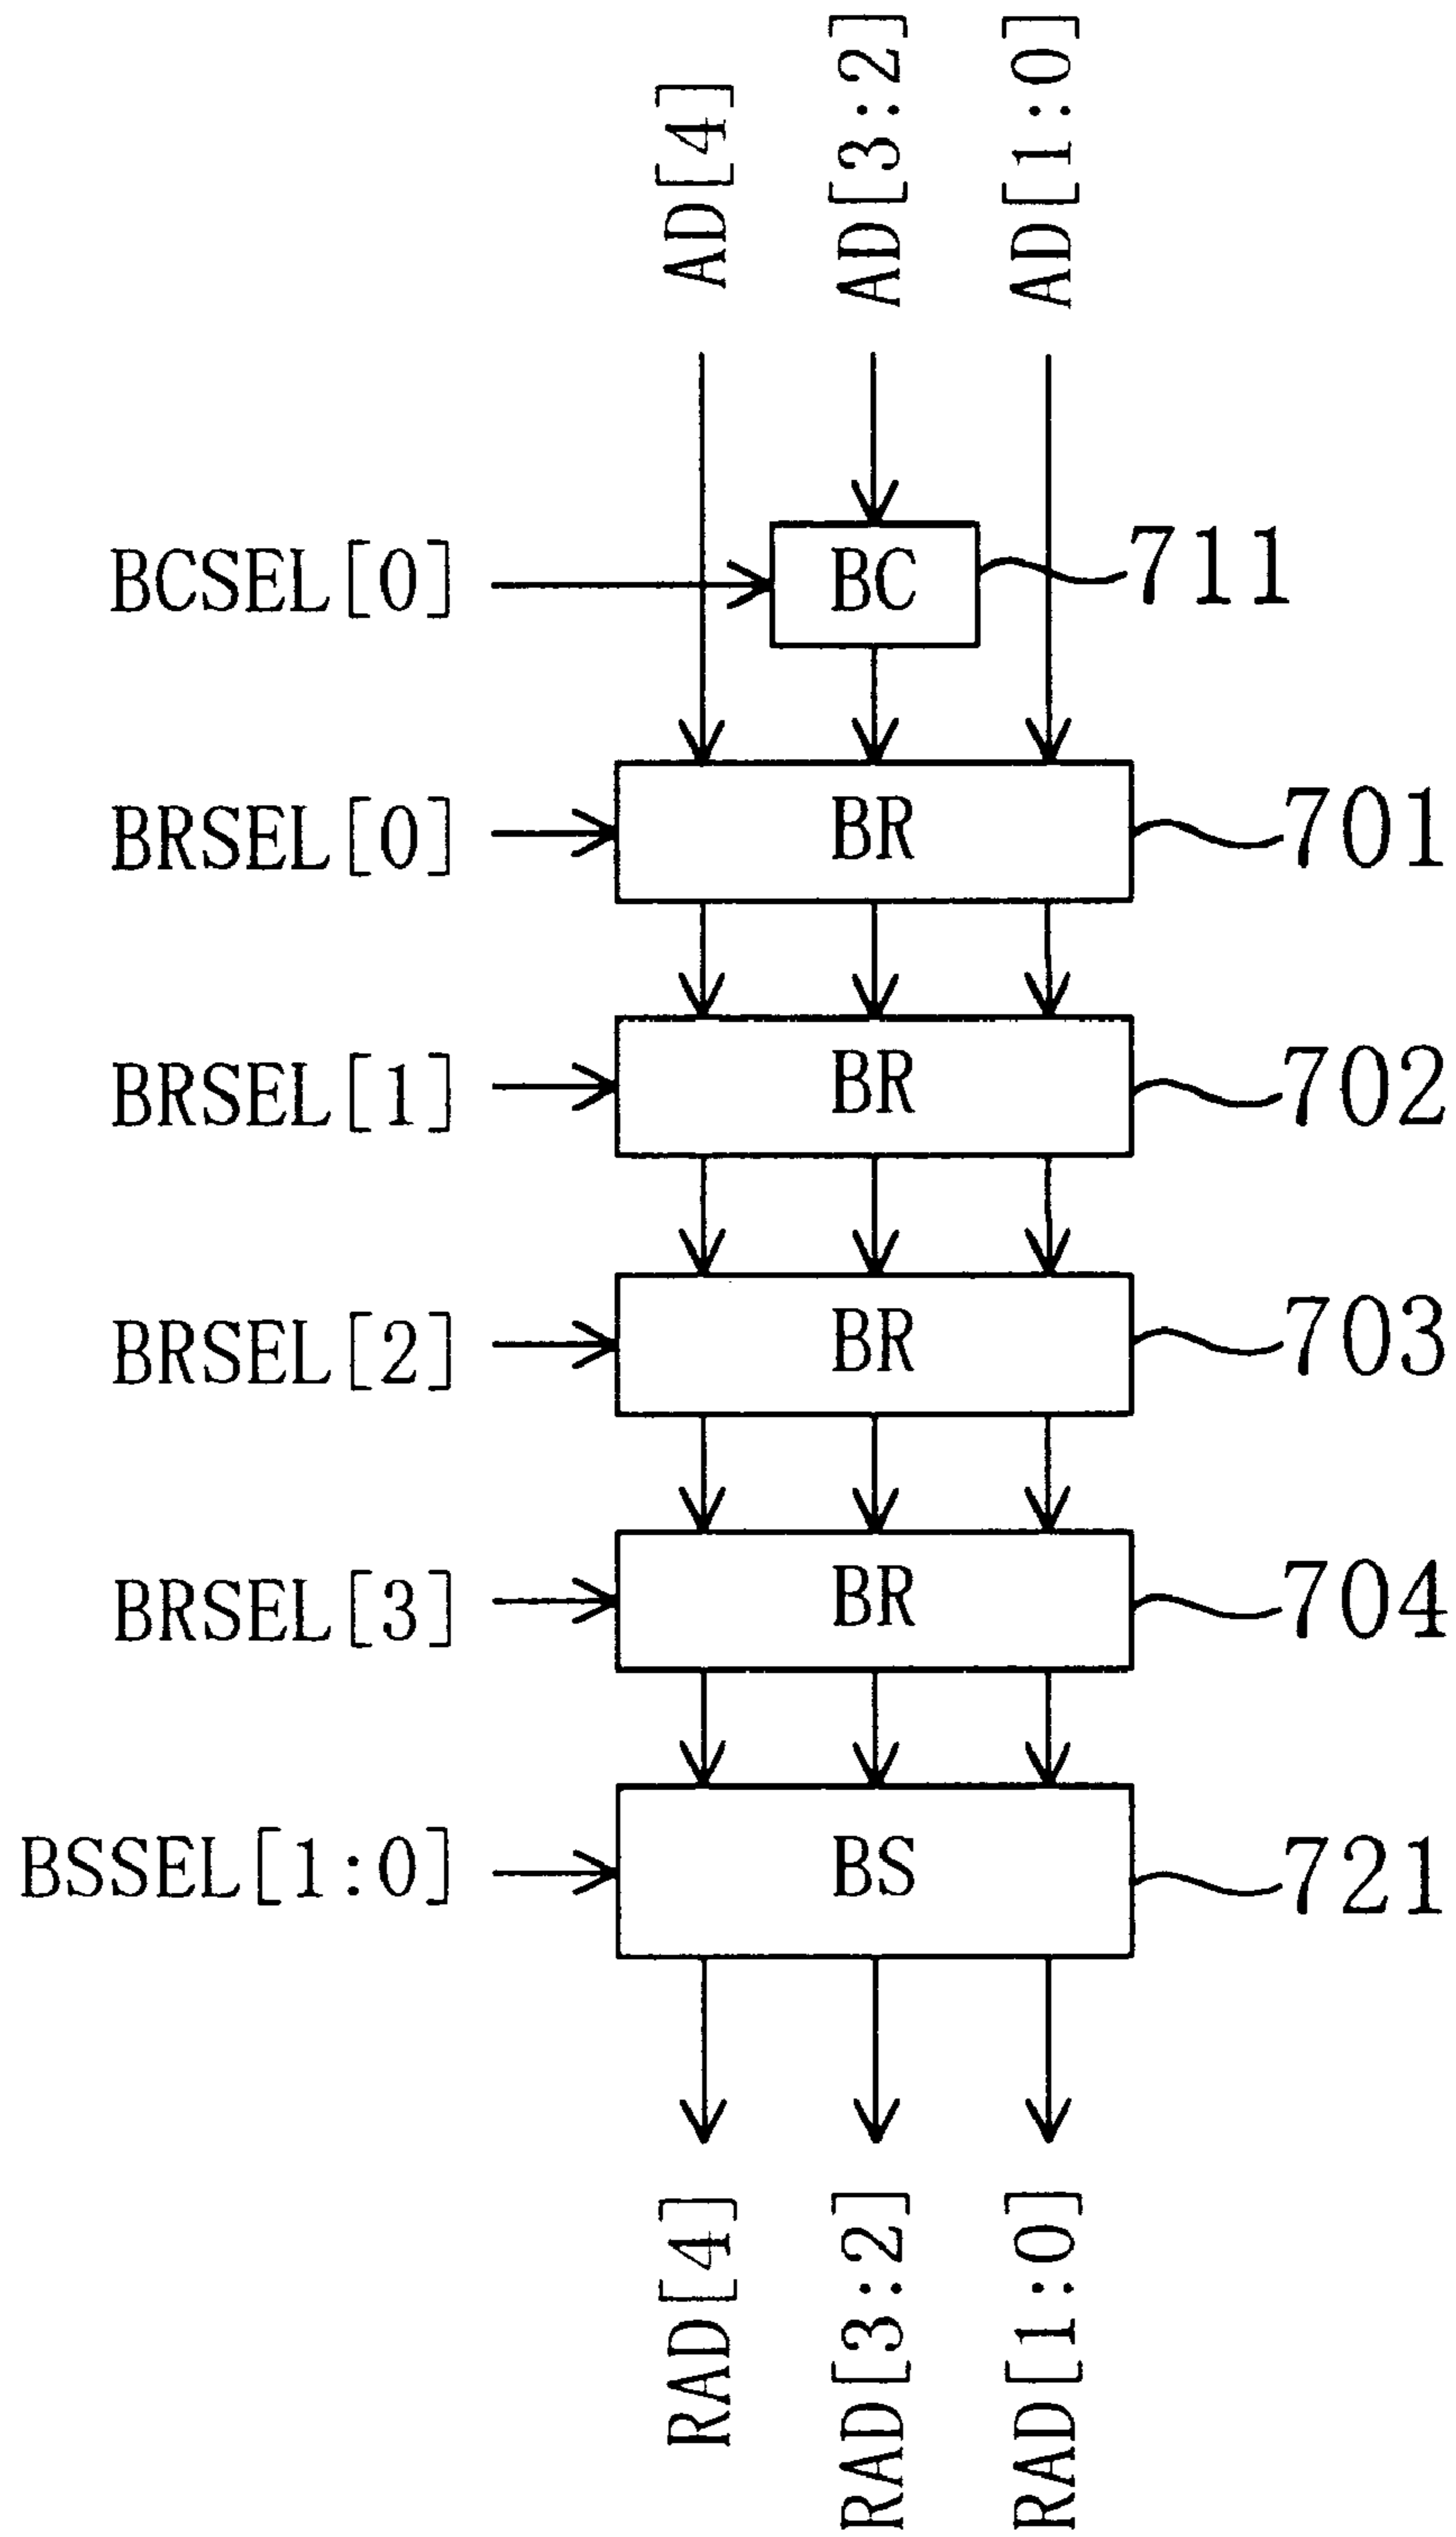 AD[4]
AD[3:2]
AD[1:0]
BCSEL[0]
BC
711
BRSEL[0]
BR
701
BRSEL[1]
BR
702
BRSEL[2]
BR
703
BRSEL[3]
BR
704
BSSEL[1:0]
BS
721
RAD[4]
RAD[3:2]
RAD[1:0]